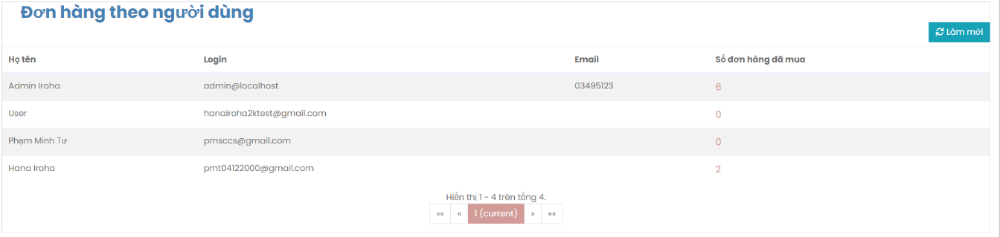 Đơn hàng theo người dùng
Làm mới
Họ tên Login Email Số đơn hàng đã mua
Admin Iroha admin@localhost 03495123 6
User hanairoha2ktest@gmail.com 0
Phạm Minh Tư pmsccs@gmail.com 0
Hana Iroha pmt04122000@gmail.com 2
Hiển thị 1 - 4 trên tổng 4.
«« « 1 (current) » »»